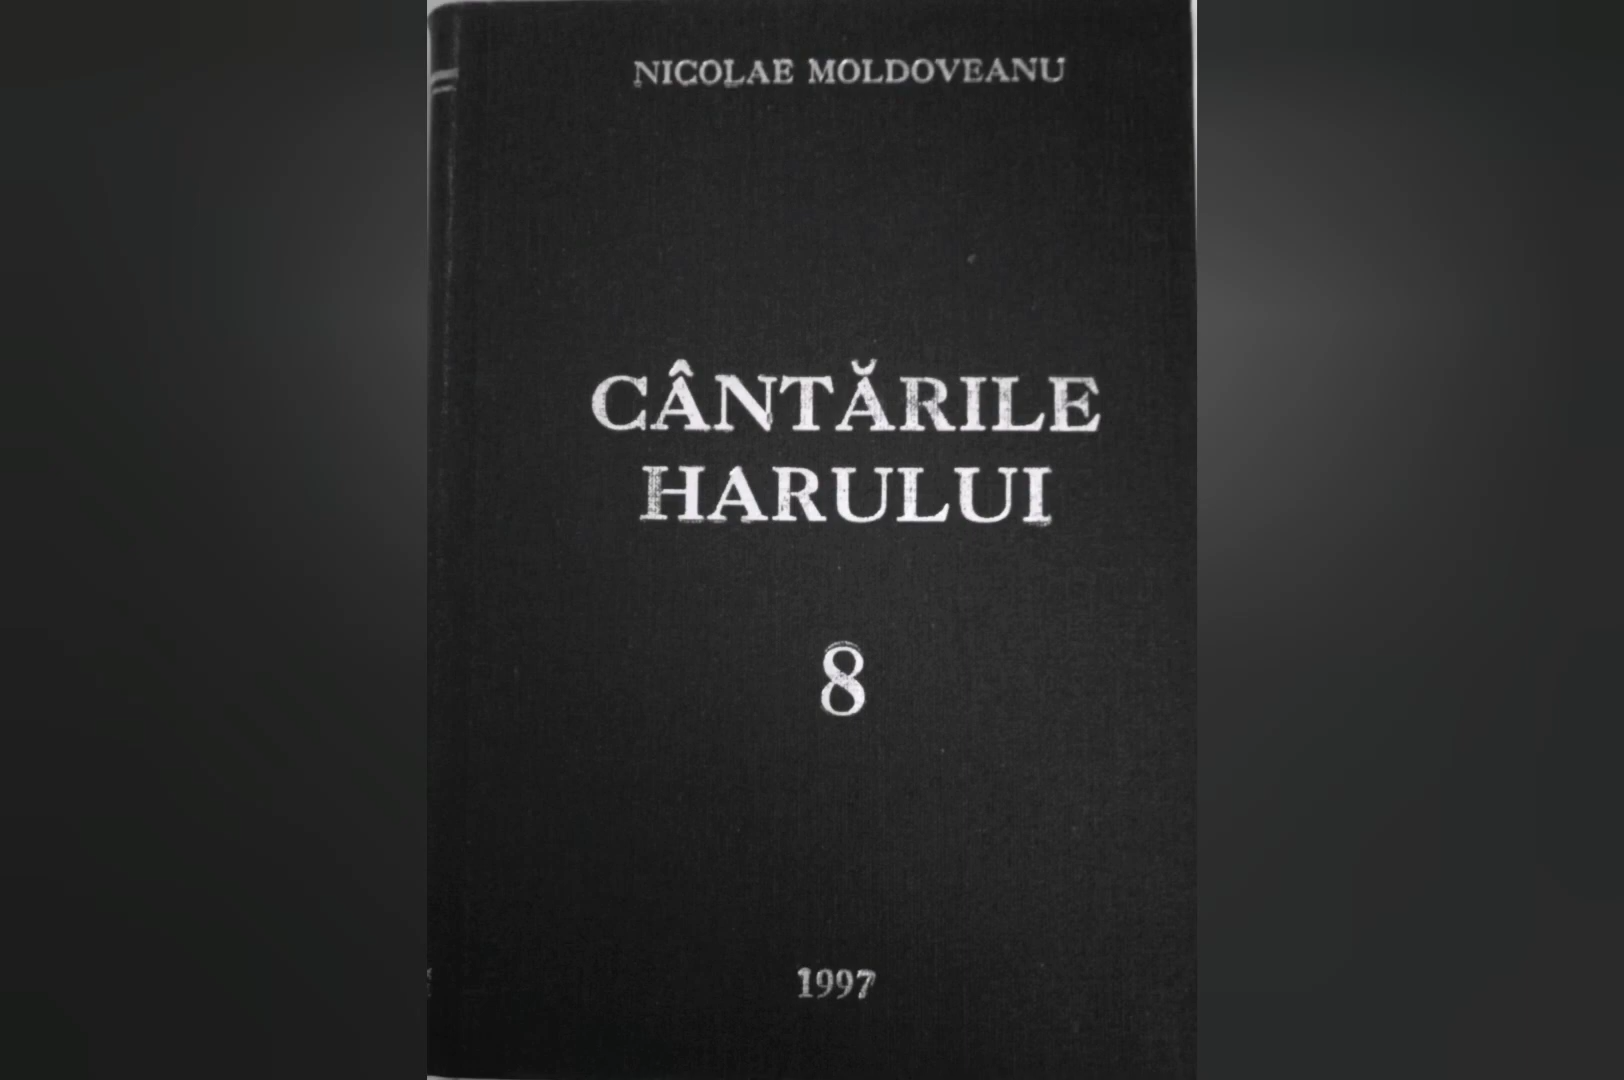 NICOLAE MOLDOVEANU
CÂNTĂRILE
HARULUI
8
1997